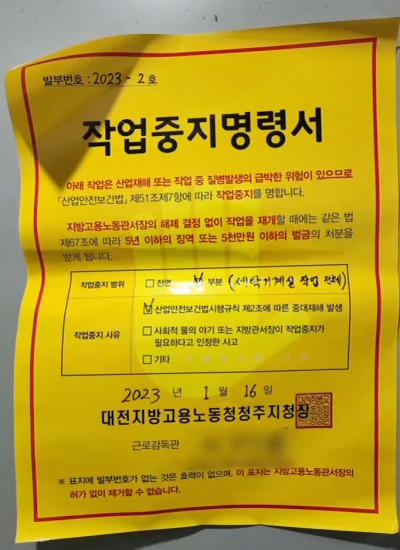 발부번호 : 2023 - 2 호
작업중지명령서
아래 작업은 산업재해 또는 작업 중 질병발생의 급박한 위험이 있으므로
「산업안전보건법」 제51조제7항에 따라 작업중지를 명합니다.
지방고용노동관서장의 해제 결정 없이 작업을 재개할 때에는 같은 법
제67조에 따라 5년 이하의 징역 또는 5천만원 이하의 벌금의 처분을
받게 됩니다.
작업중지 범위 □ 전면 ☑ 부분 (세탁기계실 작업 전체)
☑ 산업안전보건법시행규칙 제2조에 따른 중대재해 발생
작업중지 사유 □ 사회적 물의 야기 또는 지방관서장이 작업중지가
필요하다고 인정한 사고
□ 기타
2023 년 1 월 16 일
대전지방고용노동청청주지청장
근로감독관
※ 표지에 발부번호가 없는 것은 효력이 없으며, 이 표지는 지방고용노동관서장의
허가 없이 제거할 수 없습니다.